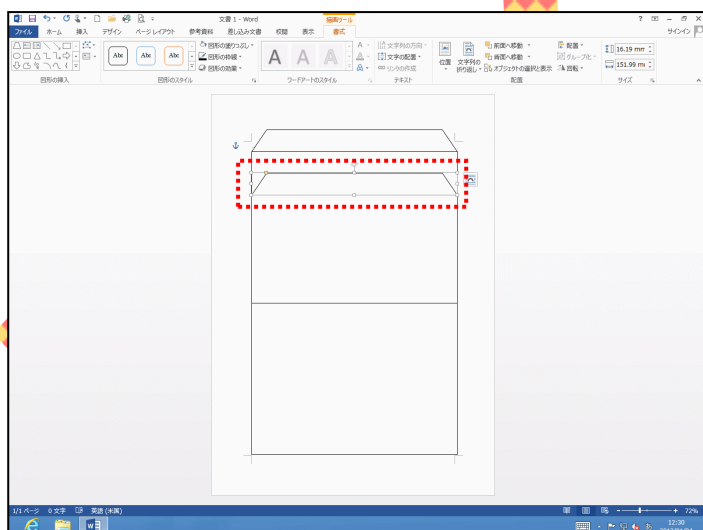 文書 1 - Word
描画ツール
ファイル ホーム 挿入 デザイン ページ レイアウト 参考資料 差し込み文書 校閲 表示 書式 サインイン
図形の塗りつぶし
図形の枠線
図形の効果
Abc Abc Abc
A A A
文字列の方向
文字の配置
リンクの作成
位置 文字列の折り返し
前面へ移動
背面へ移動
オブジェクトの選択と表示
配置
グループ化
回転
16.19 mm
151.99 mm
図形の挿入 図形のスタイル ワードアートのスタイル テキスト 配置 サイズ
1/1 ページ 0 文字 英語 (米国) 72%
12:30